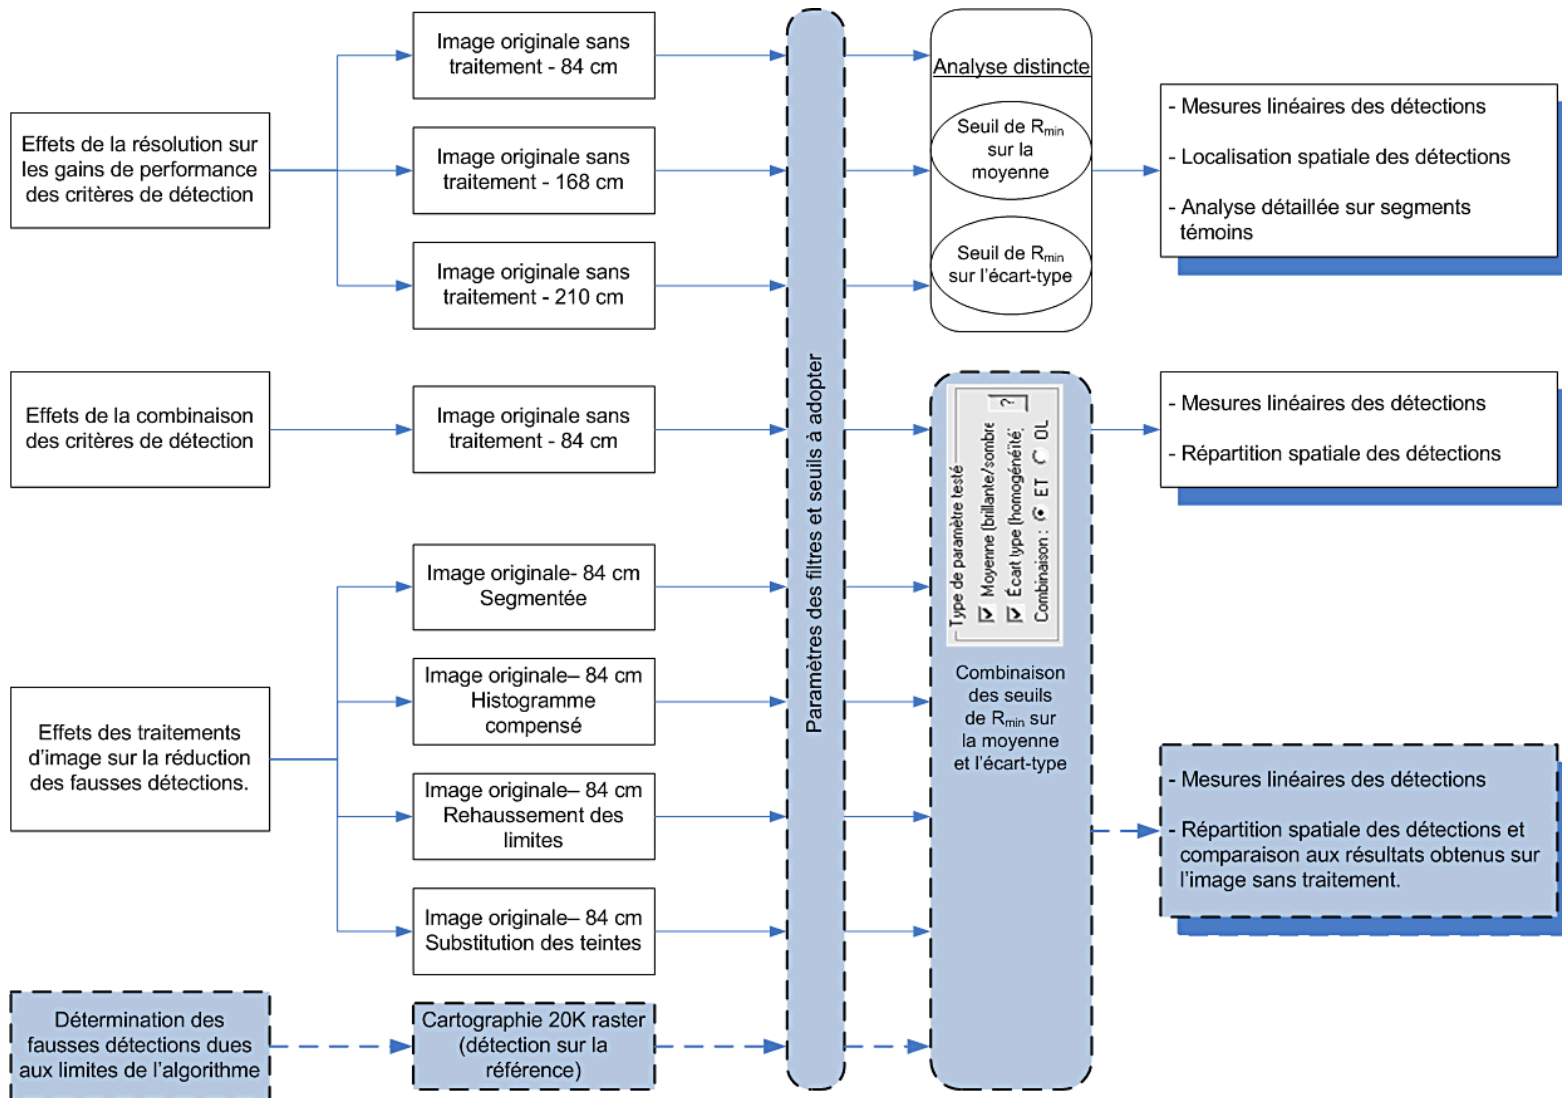 Effets de la résolution sur
les gains de performance
des critères de détection
Image originale sans
traitement - 84 cm
Image originale sans
traitement - 168 cm
Image originale sans
traitement - 210 cm
Analyse distincte
Seuil de Rmin
sur la
moyenne
Seuil de Rmin
sur l'écart-type
- Mesures linéaires des détections
- Localisation spatiale des détections
- Analyse détaillée sur segments
témoins
Effets de la combinaison
des critères de détection
Image originale sans
traitement - 84 cm
Paramètres des filtres et seuils à adopter
Type de paramètre testé
Moyenne (brillante/sombre
?
Écart type (homogénéité;
Combinaison : ET OL
Combinaison
des seuils
de Rmin sur
la moyenne
et l'écart-type
- Mesures linéaires des détections
- Répartition spatiale des détections
Effets des traitements
d'image sur la réduction
des fausses détections.
Image originale- 84 cm
Segmentée
Image originale– 84 cm
Histogramme
compensé
Image originale– 84 cm
Rehaussement des
limites
Image originale– 84 cm
Substitution des teintes
- Mesures linéaires des détections
- Répartition spatiale des détections et
comparaison aux résultats obtenus sur
l'image sans traitement.
Détermination des
fausses détections dues
aux limites de l'algorithme
Cartographie 20K raster
(détection sur la
référence)